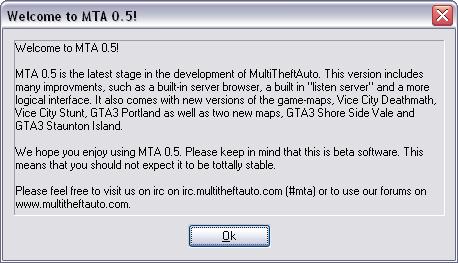 Welcome to MTA 0.5!
Welcome to MTA 0.5!
MTA 0.5 is the latest stage in the development of MultiTheftAuto. This version includes
many improvments, such as a built-in server browser, a built in "listen server" and a more
logical interface. It also comes with new versions of the game-maps, Vice City Deathmath,
Vice City Stunt, GTA3 Portland as well as two new maps, GTA3 Shore Side Vale and
GTA3 Staunton Island.
We hope you enjoy using MTA 0.5. Please keep in mind that this is beta software. This
means that you should not expect it to be tottally stable.
Please feel free to visit us on irc on irc.multitheftauto.com (#mta) or to use our forums on
www.multitheftauto.com.
Ok